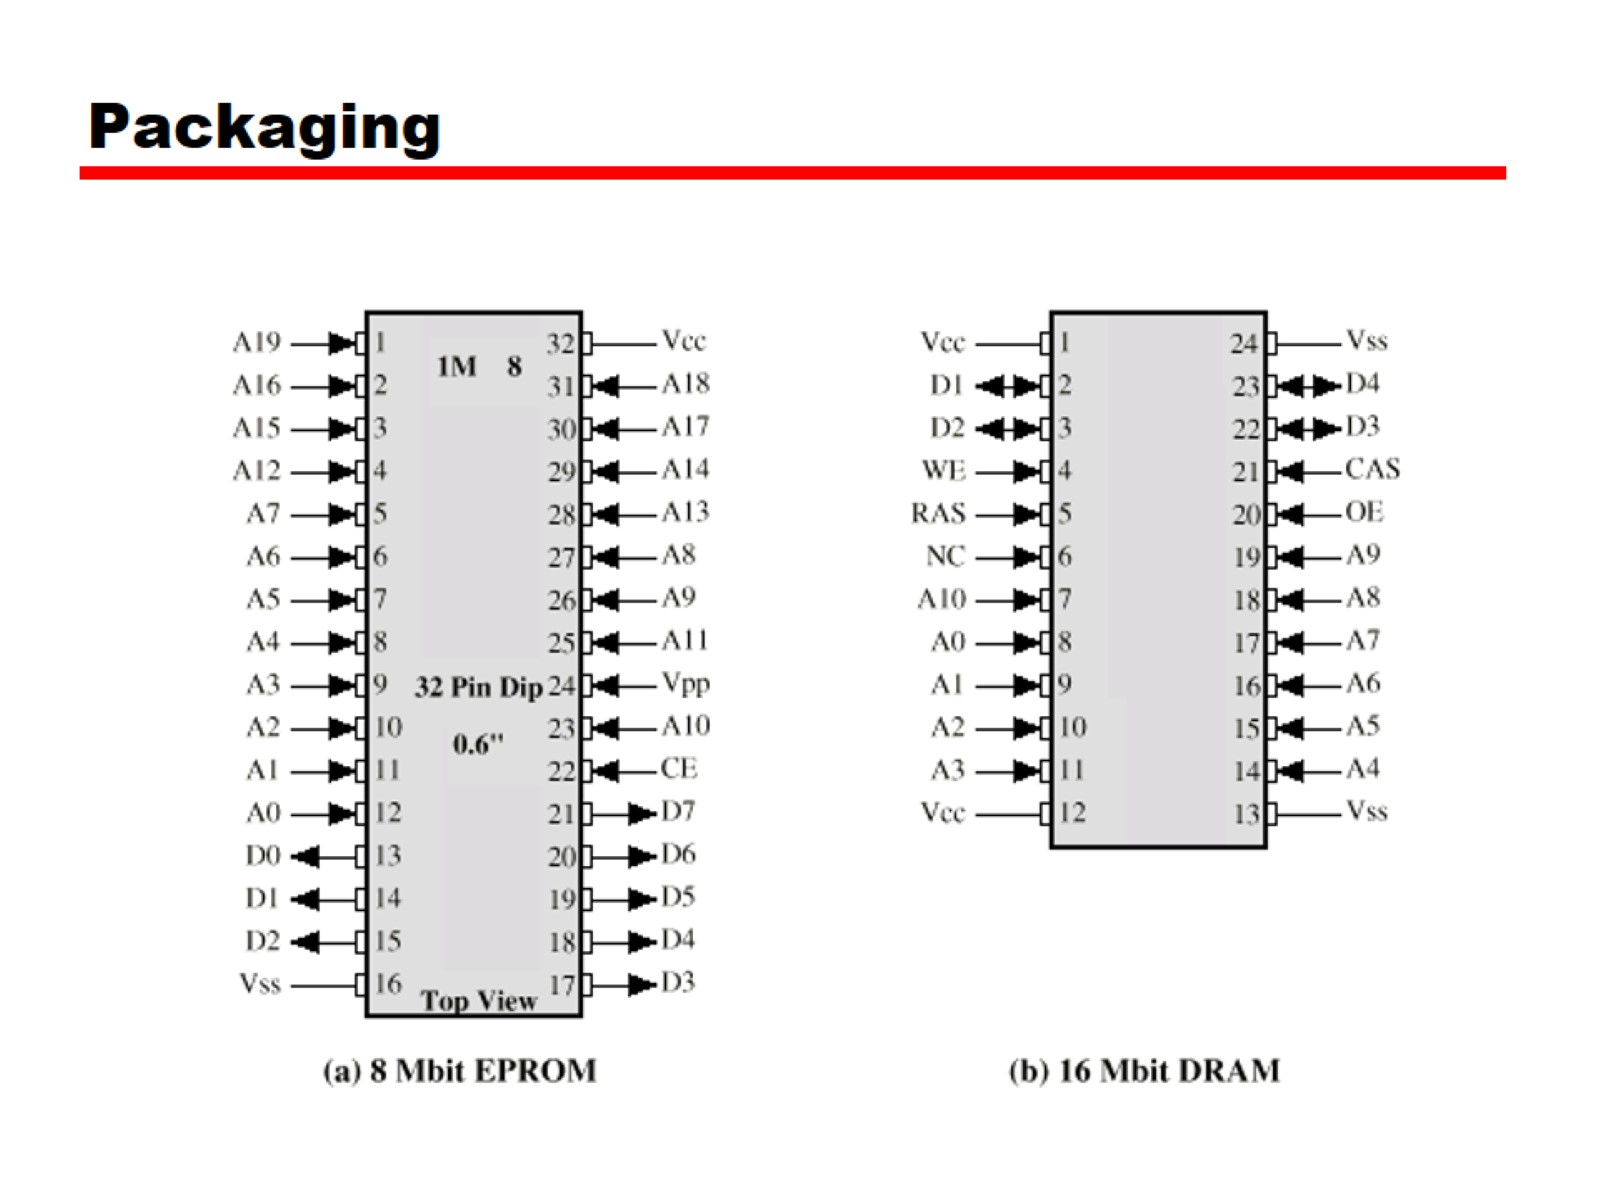 Packaging
A19 1 1M 8 32 Vcc
A16 2 31 A18
A15 3 30 A17
A12 4 29 A14
A7 5 28 A13
A6 6 27 A8
A5 7 26 A9
A4 8 25 A11
A3 9 32 Pin Dip 24 Vpp
A2 10 0.6" 23 A10
A1 11 22 CE
A0 12 21 D7
D0 13 20 D6
D1 14 19 D5
D2 15 18 D4
Vss 16 Top View 17 D3
(a) 8 Mbit EPROM
Vcc 1 24 Vss
D1 2 23 D4
D2 3 22 D3
WE 4 21 CAS
RAS 5 20 OE
NC 6 19 A9
A10 7 18 A8
A0 8 17 A7
A1 9 16 A6
A2 10 15 A5
A3 11 14 A4
Vcc 12 13 Vss
(b) 16 Mbit DRAM